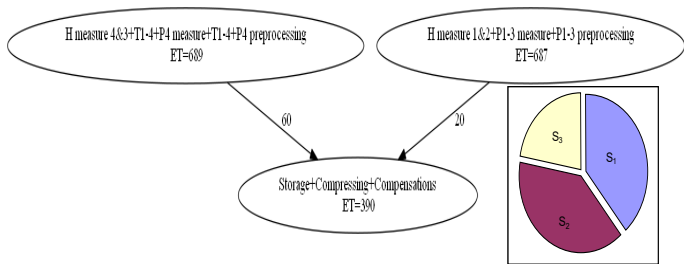 H measure 4&3+T1-4+P4 measure+T1-4+P4 preprocessing
ET=689
H measure 1&2+P1-3 measure+P1-3 preprocessing
ET=687
60
20
Storage+Compressing+Compensations
ET=390
S3
S1
S2